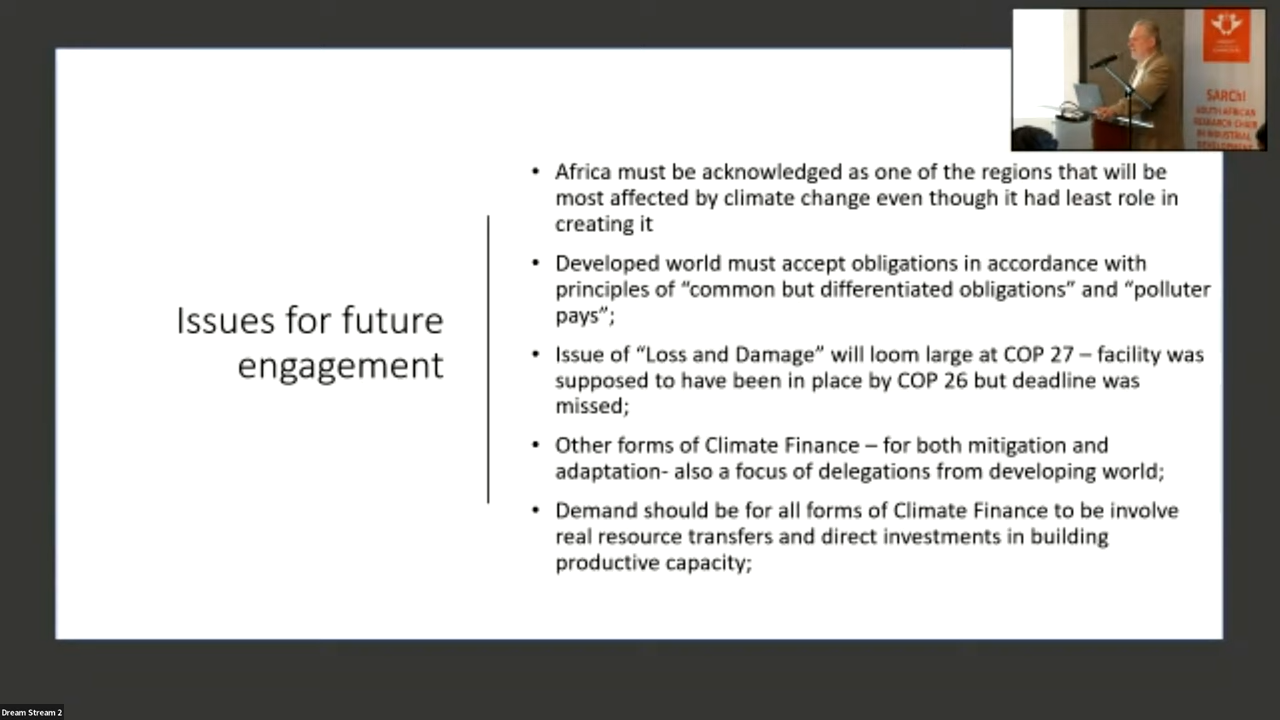 SARChI
SOUTH AFRICAN
RESEARCH CHAIR
IN INDUSTRIAL
DEVELOPMENT
Issues for future
engagement
• Africa must be acknowledged as one of the regions that will be
most affected by climate change even though it had least role in
creating it
• Developed world must accept obligations in accordance with
principles of “common but differentiated obligations” and “polluter
pays”;
• Issue of “Loss and Damage” will loom large at COP 27 – facility was
supposed to have been in place by COP 26 but deadline was
missed;
• Other forms of Climate Finance – for both mitigation and
adaptation- also a focus of delegations from developing world;
• Demand should be for all forms of Climate Finance to be involve
real resource transfers and direct investments in building
productive capacity;
Dream Stream 2